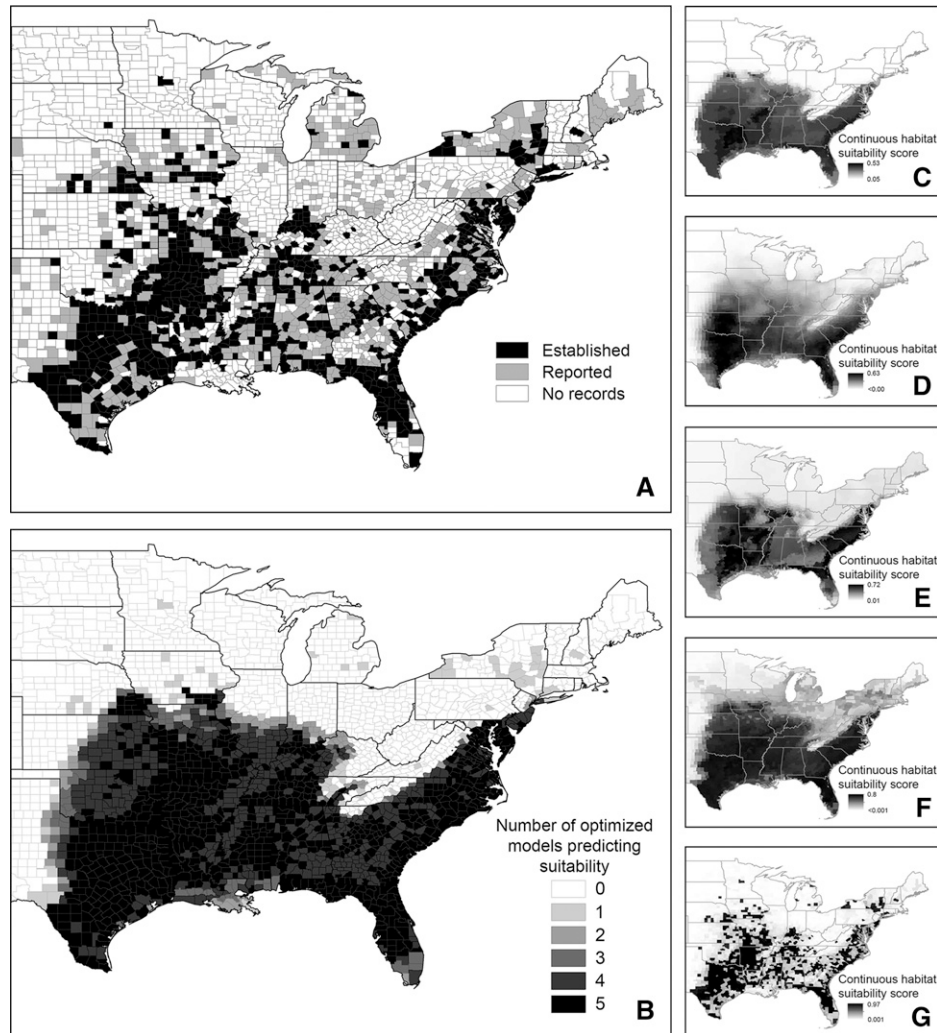 Established
Reported
No records
A
Number of optimized
models predicting
suitability
0
1
2
3
4
5
B
Continuous habitat
suitability score
0.53
0.05
C
Continuous habitat
suitability score
0.63
<0.00
D
Continuous habitat
suitability score
0.72
0.01
E
Continuous habitat
suitability score
0.8
<0.001
F
Continuous habitat
suitability score
0.97
0.001
G